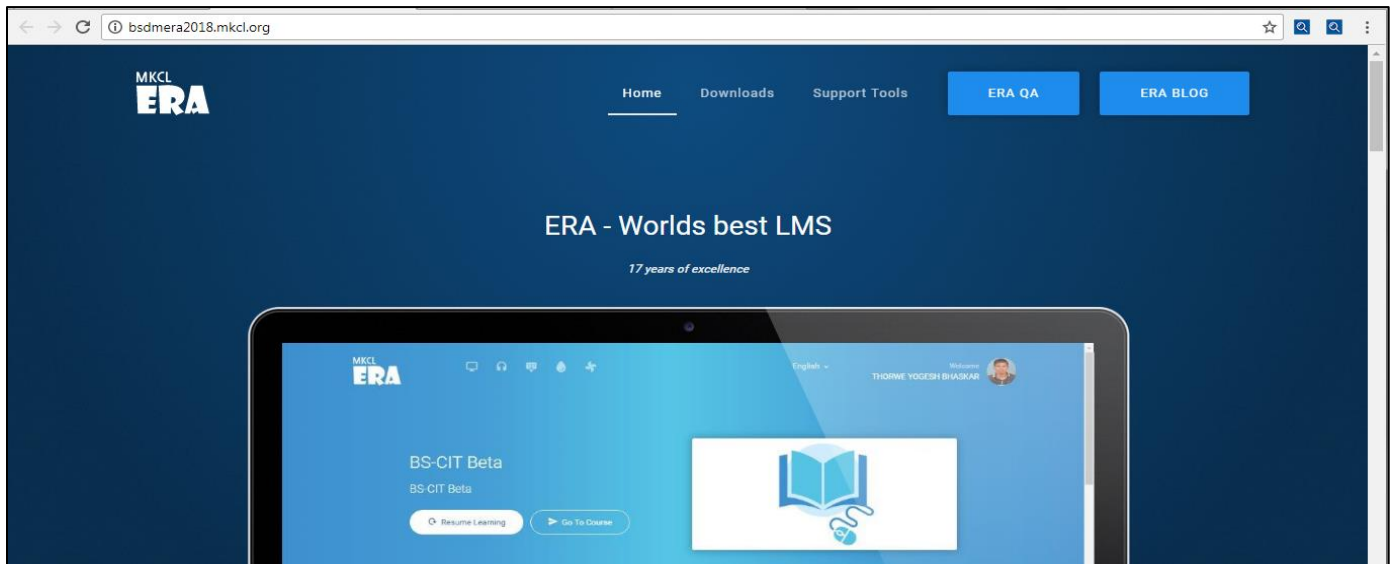 bsdmera2018.mkcl.org
MKCL
ERA
Home Downloads Support Tools ERA QA ERA BLOG
ERA - Worlds best LMS
17 years of excellence
MKCL
ERA
English
Welcome
THORWE YOGESH BHASKAR
BS-CIT Beta
BS-CIT Beta
Resume Learning Go To Course